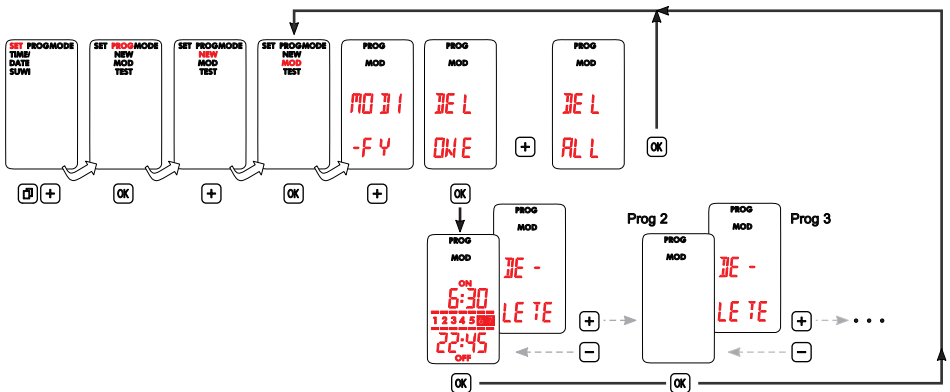 SET PROGMODE
TIME/
DATE
SUWI
SET PROGMODE
NEW
MOD
TEST
SET PROGMODE
NEW
MOD
TEST
SET PROGMODE
NEW
MOD
TEST
PROG
MOD
MODI
-FY
PROG
MOD
DEL
ONE
+
PROG
MOD
DEL
ALL
OK
+
OK
+
OK
+
OK
PROG
MOD
ON
6:30
1 2 3 4 5 6 7
22:45
OFF
PROG
MOD
DE -
LETE
+
−
OK
Prog 2
PROG
MOD
PROG
MOD
DE -
LETE
Prog 3
+
−
• • •
OK